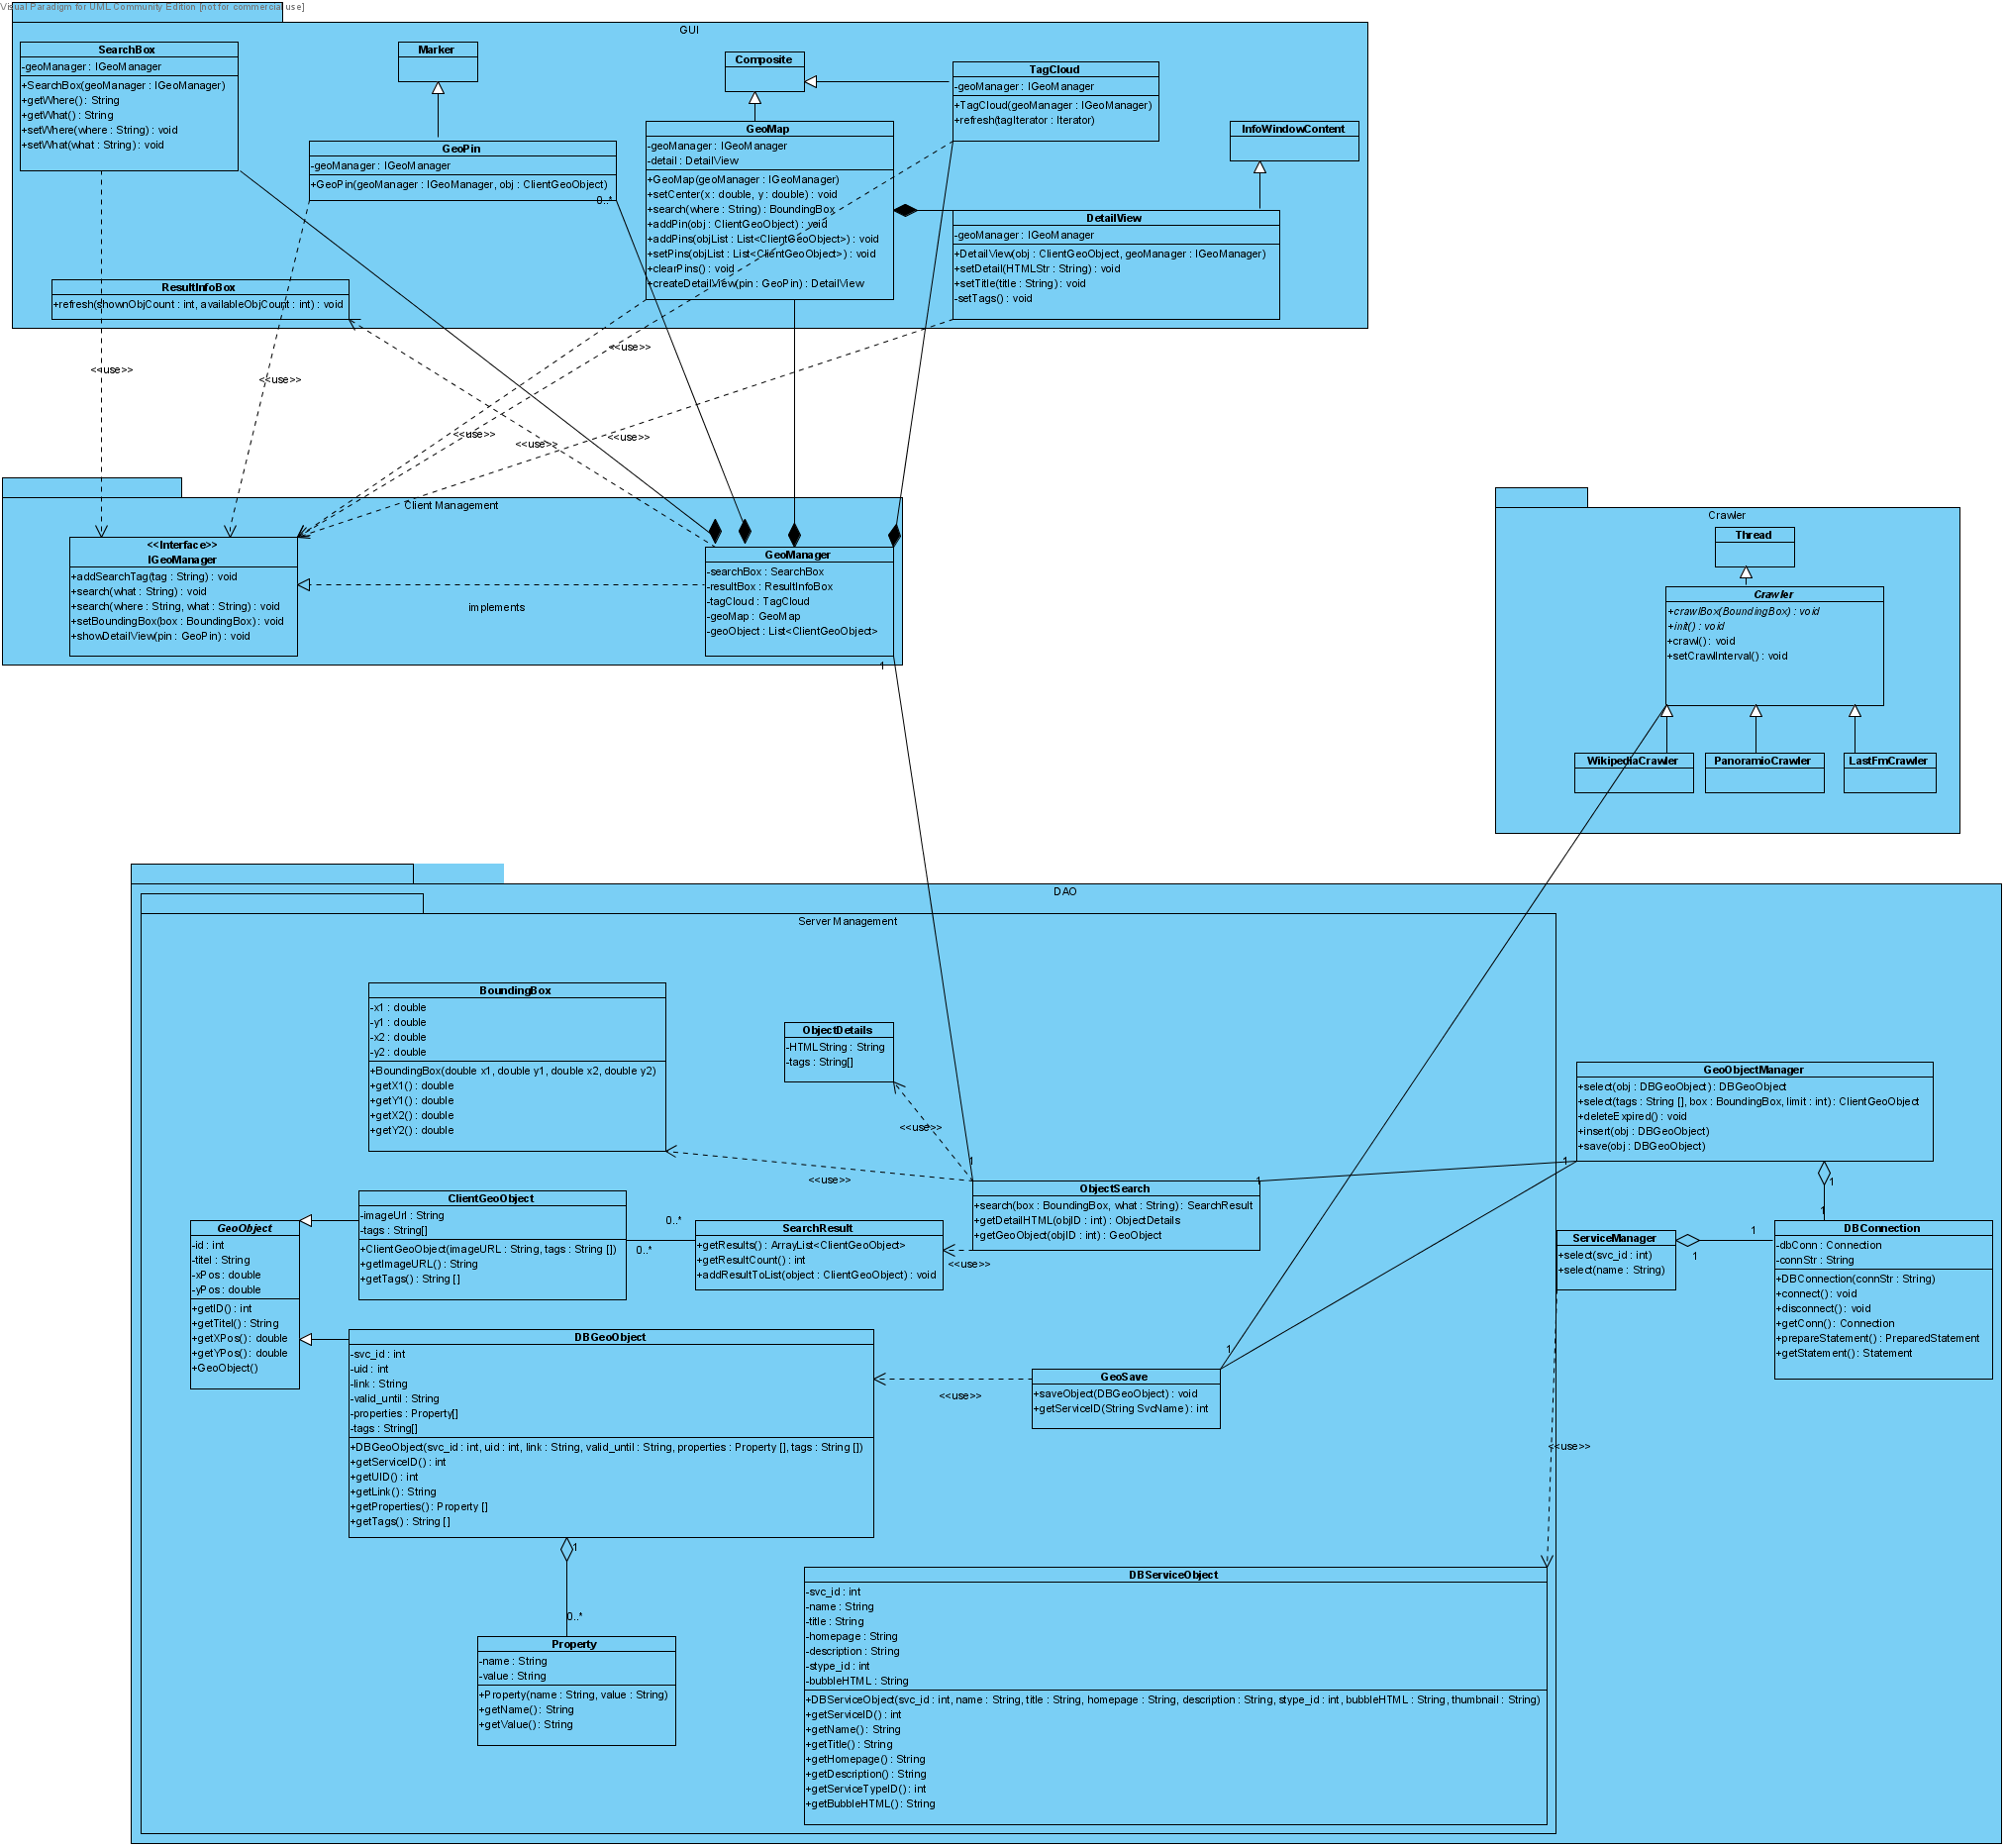 Visual Paradigm for UML Community Edition [not for commercial use]
GUI
SearchBox
-geoManager : IGeoManager
+SearchBox(geoManager : IGeoManager)
+getWhere() : String
+getWhat() : String
+setWhere(where : String) : void
+setWhat(what : String) : void
Marker
GeoPin
-geoManager : IGeoManager
+GeoPin(geoManager : IGeoManager, obj : ClientGeoObject)
0..*
Composite
GeoMap
-geoManager : IGeoManager
-detail : DetailView
+GeoMap(geoManager : IGeoManager)
+setCenter(x : double, y : double) : void
+search(where : String) : BoundingBox
+addPin(obj : ClientGeoObject) : void
+addPins(objList : List<ClientGeoObject>) : void
+setPins(objList : List<ClientGeoObject>) : void
+clearPins() : void
+createDetailView(pin : GeoPin) : DetailView
TagCloud
-geoManager : IGeoManager
+TagCloud(geoManager : IGeoManager)
+refresh(tagIterator : Iterator)
InfoWindowContent
DetailView
-geoManager : IGeoManager
+DetailView(obj : ClientGeoObject, geoManager : IGeoManager)
+setDetail(HTMLStr : String) : void
+setTitle(title : String) : void
-setTags() : void
ResultInfoBox
+refresh(shownObjCount : int, availableObjCount : int) : void
<<use>>
<<use>>
<<use>>
<<use>>
<<use>>
<<use>>
Client Management
<<Interface>>
IGeoManager
+addSearchTag(tag : String) : void
+search(what : String) : void
+search(where : String, what : String) : void
+setBoundingBox(box : BoundingBox) : void
+showDetailView(pin : GeoPin) : void
implements
GeoManager
-searchBox : SearchBox
-resultBox : ResultInfoBox
-tagCloud : TagCloud
-geoMap : GeoMap
-geoObject : List<ClientGeoObject>
1
Crawler
Thread
Crawler
+crawlBox(BoundingBox) : void
+init() : void
+crawl() : void
+setCrawlInterval() : void
WikipediaCrawler
PanoramioCrawler
LastFmCrawler
DAO
Server Management
BoundingBox
-x1 : double
-y1 : double
-x2 : double
-y2 : double
+BoundingBox(double x1, double y1, double x2, double y2)
+getX1() : double
+getY1() : double
+getX2() : double
+getY2() : double
ObjectDetails
-HTMLString : String
-tags : String[]
<<use>>
<<use>>
1
1
1
GeoObjectManager
+select(obj : DBGeoObject) : DBGeoObject
+select(tags : String [], box : BoundingBox, limit : int) : ClientGeoObject
+deleteExpired() : void
+insert(obj : DBGeoObject)
+save(obj : DBGeoObject)
1
1
ObjectSearch
+search(box : BoundingBox, what : String) : SearchResult
+getDetailHTML(objID : int) : ObjectDetails
+getGeoObject(objID : int) : GeoObject
<<use>>
GeoObject
-id : int
-titel : String
-xPos : double
-yPos : double
+getID() : int
+getTitel() : String
+getXPos() : double
+getYPos() : double
+GeoObject()
ClientGeoObject
-imageUrl : String
-tags : String[]
+ClientGeoObject(imageURL : String, tags : String [])
+getImageURL() : String
+getTags() : String []
0..*
0..*
SearchResult
+getResults() : ArrayList<ClientGeoObject>
+getResultCount() : int
+addResultToList(object : ClientGeoObject) : void
ServiceManager
+select(svc_id : int)
+select(name : String)
1
1
DBConnection
-dbConn : Connection
-connStr : String
+DBConnection(connStr : String)
+connect() : void
+disconnect() : void
+getConn() : Connection
+prepareStatement() : PreparedStatement
+getStatement() : Statement
DBGeoObject
-svc_id : int
-uid : int
-link : String
-valid_until : String
-properties : Property[]
-tags : String[]
+DBGeoObject(svc_id : int, uid : int, link : String, valid_until : String, properties : Property [], tags : String [])
+getServiceID() : int
+getUID() : int
+getLink() : String
+getProperties() : Property []
+getTags() : String []
1
GeoSave
+saveObject(DBGeoObject) : void
+getServiceID(String SvcName) : int
<<use>>
<<use>>
1
0..*
Property
-name : String
-value : String
+Property(name : String, value : String)
+getName() : String
+getValue() : String
DBServiceObject
-svc_id : int
-name : String
-title : String
-homepage : String
-description : String
-stype_id : int
-bubbleHTML : String
+DBServiceObject(svc_id : int, name : String, title : String, homepage : String, description : String, stype_id : int, bubbleHTML : String, thumbnail : String)
+getServiceID() : int
+getName() : String
+getTitle() : String
+getHomepage() : String
+getDescription() : String
+getServiceTypeID() : int
+getBubbleHTML() : String